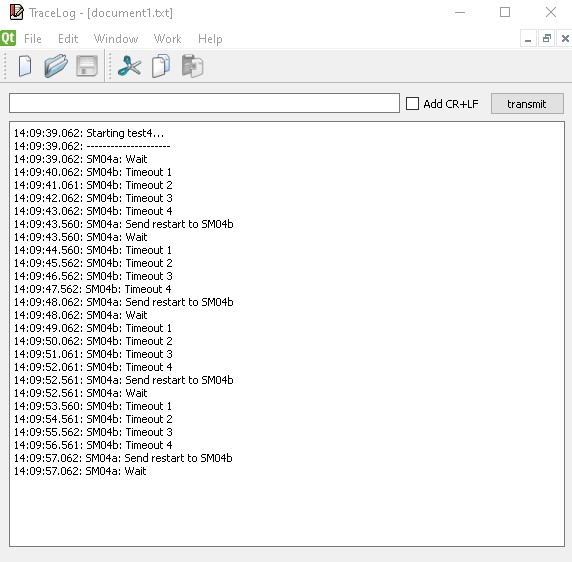 TraceLog - [document1.txt]
Qt File Edit Window Work Help
Add CR+LF transmit
14:09:39.062: Starting test4...
14:09:39.062: ---------------------
14:09:39.062: SM04a: Wait
14:09:40.062: SM04b: Timeout 1
14:09:41.061: SM04b: Timeout 2
14:09:42.062: SM04b: Timeout 3
14:09:43.062: SM04b: Timeout 4
14:09:43.560: SM04a: Send restart to SM04b
14:09:43.560: SM04a: Wait
14:09:44.560: SM04b: Timeout 1
14:09:45.562: SM04b: Timeout 2
14:09:46.562: SM04b: Timeout 3
14:09:47.562: SM04b: Timeout 4
14:09:48.062: SM04a: Send restart to SM04b
14:09:48.062: SM04a: Wait
14:09:49.062: SM04b: Timeout 1
14:09:50.062: SM04b: Timeout 2
14:09:51.061: SM04b: Timeout 3
14:09:52.061: SM04b: Timeout 4
14:09:52.561: SM04a: Send restart to SM04b
14:09:52.561: SM04a: Wait
14:09:53.560: SM04b: Timeout 1
14:09:54.561: SM04b: Timeout 2
14:09:55.562: SM04b: Timeout 3
14:09:56.561: SM04b: Timeout 4
14:09:57.062: SM04a: Send restart to SM04b
14:09:57.062: SM04a: Wait